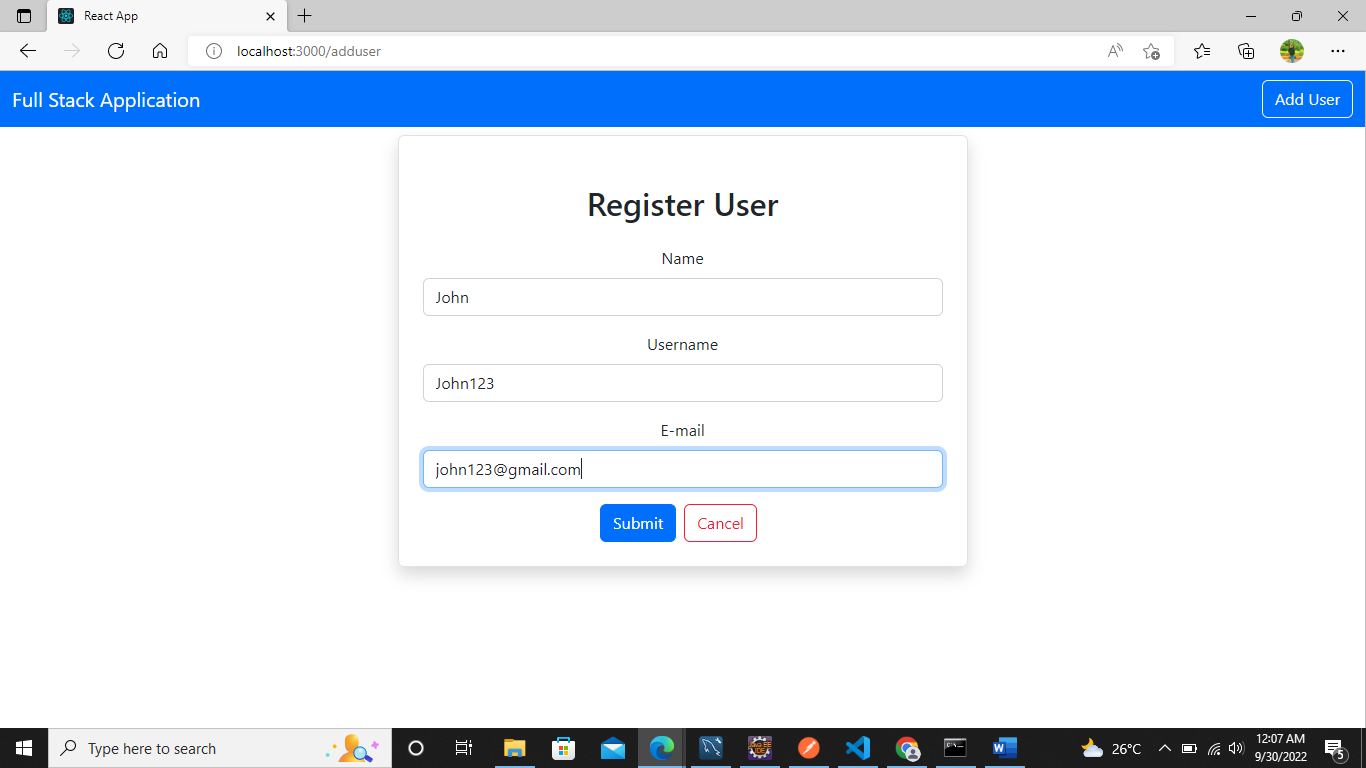 React App
localhost:3000/adduser
Full Stack Application
Add User
Register User
Name
John
Username
John123
E-mail
john123@gmail.com
Submit
Cancel
Type here to search
26°C
12:07 AM
9/30/2022
5